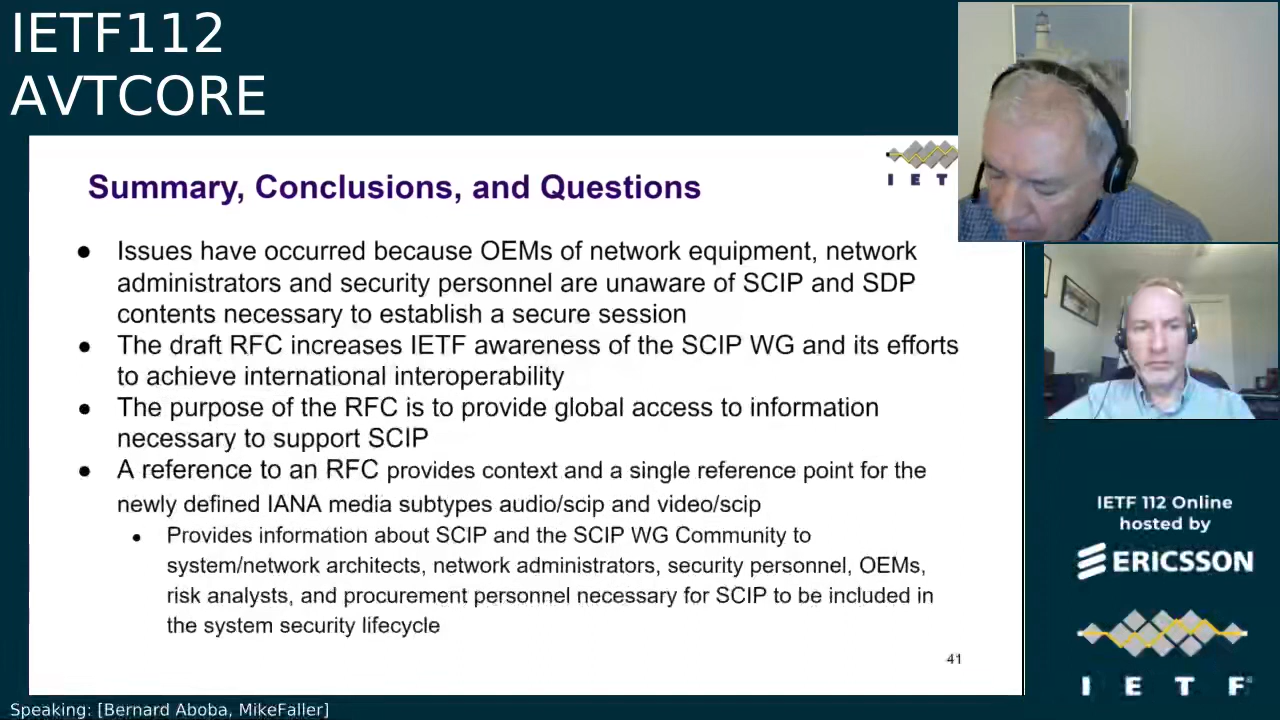 IETF112
AVTCORE
Summary, Conclusions, and Questions
I E T
● Issues have occurred because OEMs of network equipment, network
administrators and security personnel are unaware of SCIP and SDP
contents necessary to establish a secure session
● The draft RFC increases IETF awareness of the SCIP WG and its efforts
to achieve international interoperability
● The purpose of the RFC is to provide global access to information
necessary to support SCIP
● A reference to an RFC provides context and a single reference point for the
newly defined IANA media subtypes audio/scip and video/scip
● Provides information about SCIP and the SCIP WG Community to
system/network architects, network administrators, security personnel, OEMs,
risk analysts, and procurement personnel necessary for SCIP to be included in
the system security lifecycle
41
IETF 112 Online
hosted by
ERICSSON
I E T F®
Speaking: [Bernard Aboba, MikeFaller]